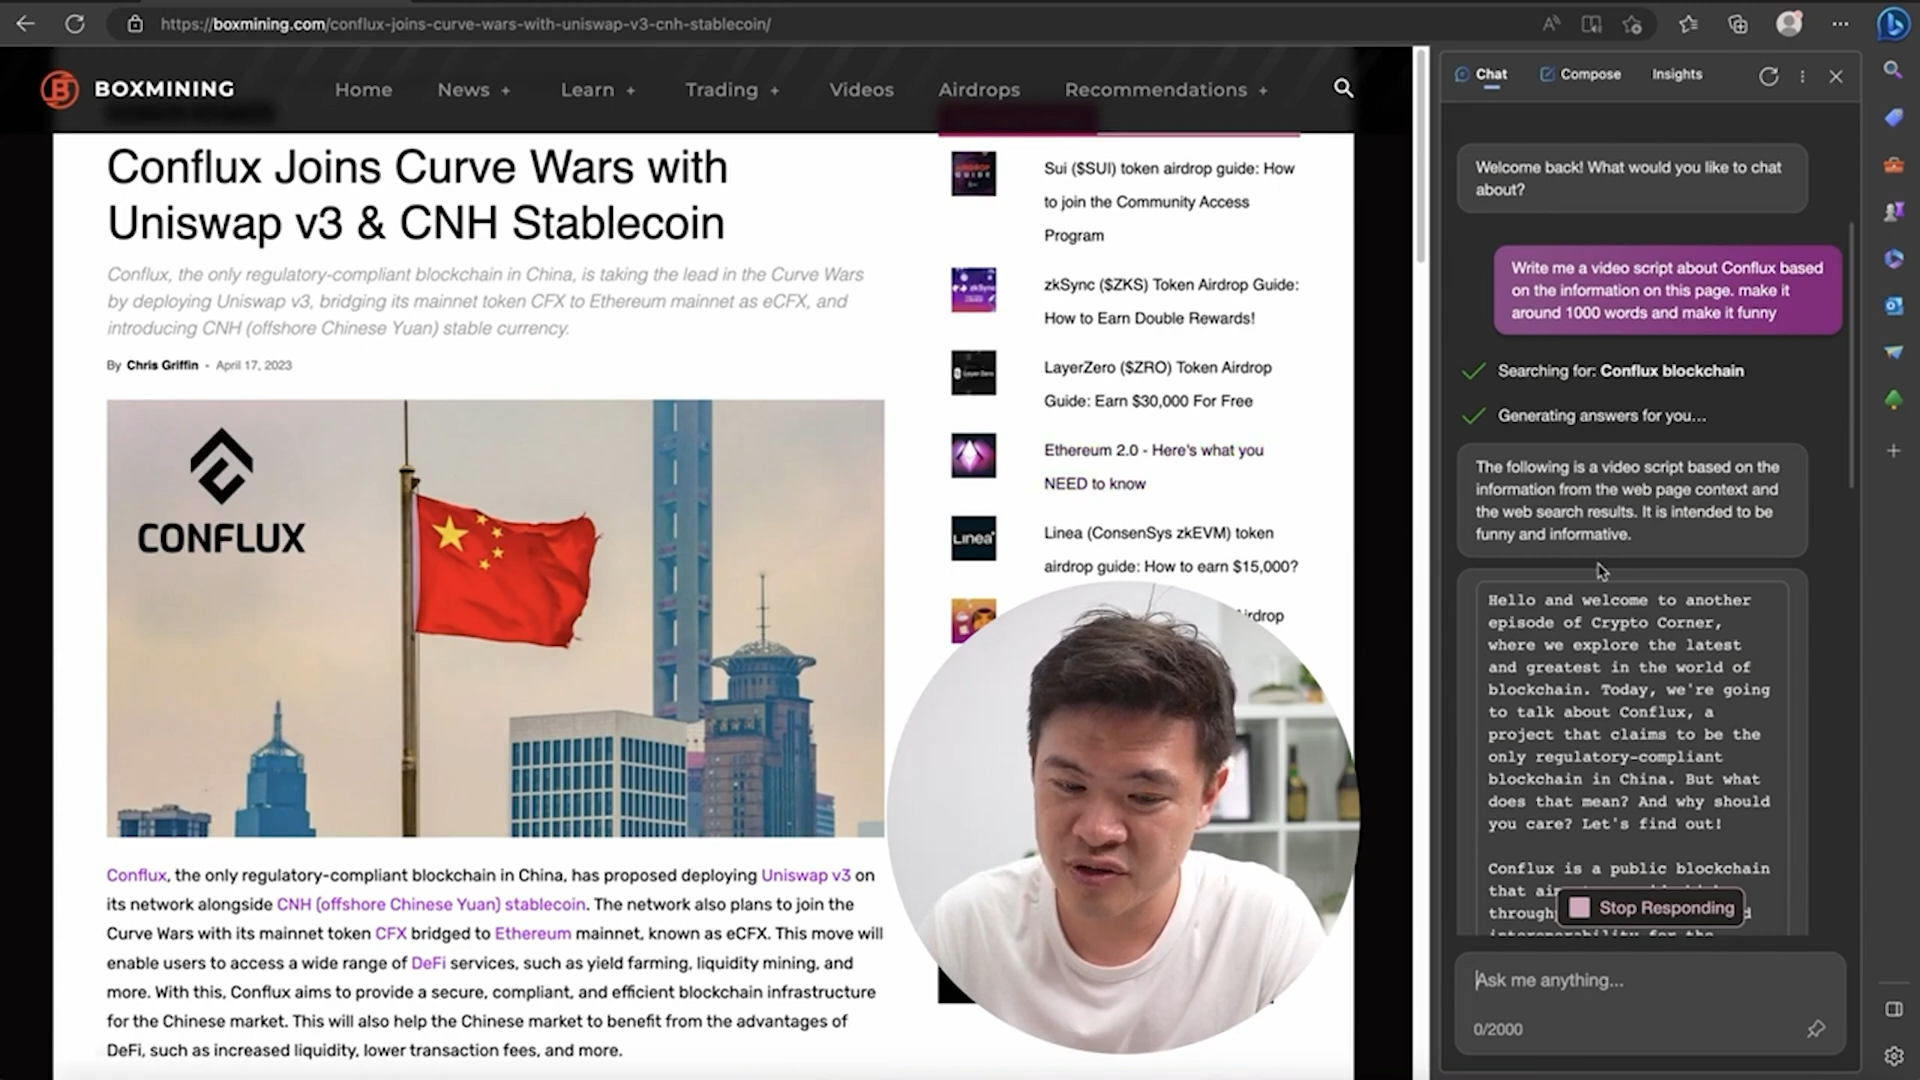 https://boxmining.com/conflux-joins-curve-wars-with-uniswap-v3-cnh-stablecoin/
BOXMINING
Home
News +
Learn +
Trading +
Videos
Airdrops
Recommendations +
Conflux Joins Curve Wars with
Uniswap v3 & CNH Stablecoin
Conflux, the only regulatory-compliant blockchain in China, is taking the lead in the Curve Wars
by deploying Uniswap v3, bridging its mainnet token CFX to Ethereum mainnet as eCFX, and
introducing CNH (offshore Chinese Yuan) stable currency.
By Chris Griffin - April 17, 2023
CONFLUX
Conflux, the only regulatory-compliant blockchain in China, has proposed deploying Uniswap v3 on
its network alongside CNH (offshore Chinese Yuan) stablecoin. The network also plans to join the
Curve Wars with its mainnet token CFX bridged to Ethereum mainnet, known as eCFX. This move will
enable users to access a wide range of DeFi services, such as yield farming, liquidity mining, and
more. With this, Conflux aims to provide a secure, compliant, and efficient blockchain infrastructure
for the Chinese market. This will also help the Chinese market to benefit from the advantages of
DeFi, such as increased liquidity, lower transaction fees, and more.
Sui ($SUI) token airdrop guide: How
to join the Community Access
Program
zkSync ($ZKS) Token Airdrop Guide:
How to Earn Double Rewards!
LayerZero ($ZRO) Token Airdrop
Guide: Earn $30,000 For Free
Ethereum 2.0 - Here's what you
NEED to know
LINEA
Linea (ConsenSys zkEVM) token
airdrop guide: How to earn $15,000?
Chat
Compose
Insights
Welcome back! What would you like to chat
about?
Write me a video script about Conflux based
on the information on this page. make it
around 1000 words and make it funny
Searching for: Conflux blockchain
Generating answers for you...
The following is a video script based on the
information from the web page context and
the web search results. It is intended to be
funny and informative.
Hello and welcome to another
episode of Crypto Corner,
where we explore the latest
and greatest in the world of
blockchain. Today, we're going
to talk about Conflux, a
project that claims to be the
only regulatory-compliant
blockchain in China. But what
does that mean? And why should
you care? Let's find out!
Conflux is a public blockchain
that
Stop Responding
Ask me anything...
0/2000